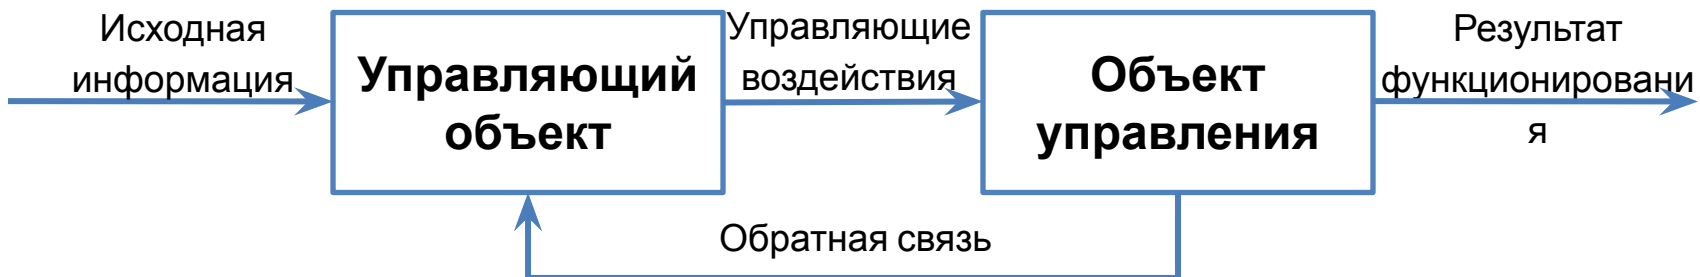 Исходная
информация
Управляющий
объект
Управляющие
воздействия
Объект
управления
Результат
функционировани
я
Обратная связь